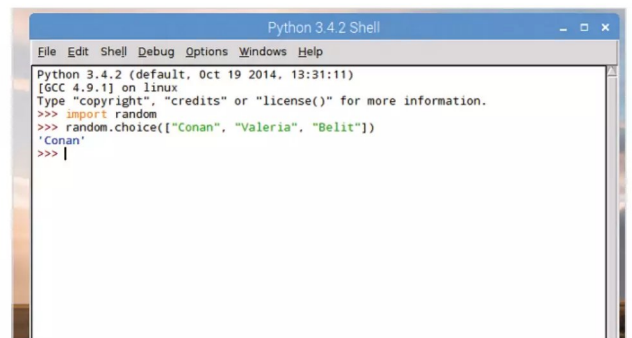 Python 3.4.2 Shell
File Edit Shell Debug Options Windows Help
Python 3.4.2 (default, Oct 19 2014, 13:31:11)
[GCC 4.9.1] on linux
Type "copyright", "credits" or "license()" for more information.
>>> import random
>>> random.choice(["Conan", "Valeria", "Belit"])
'Conan'
>>>